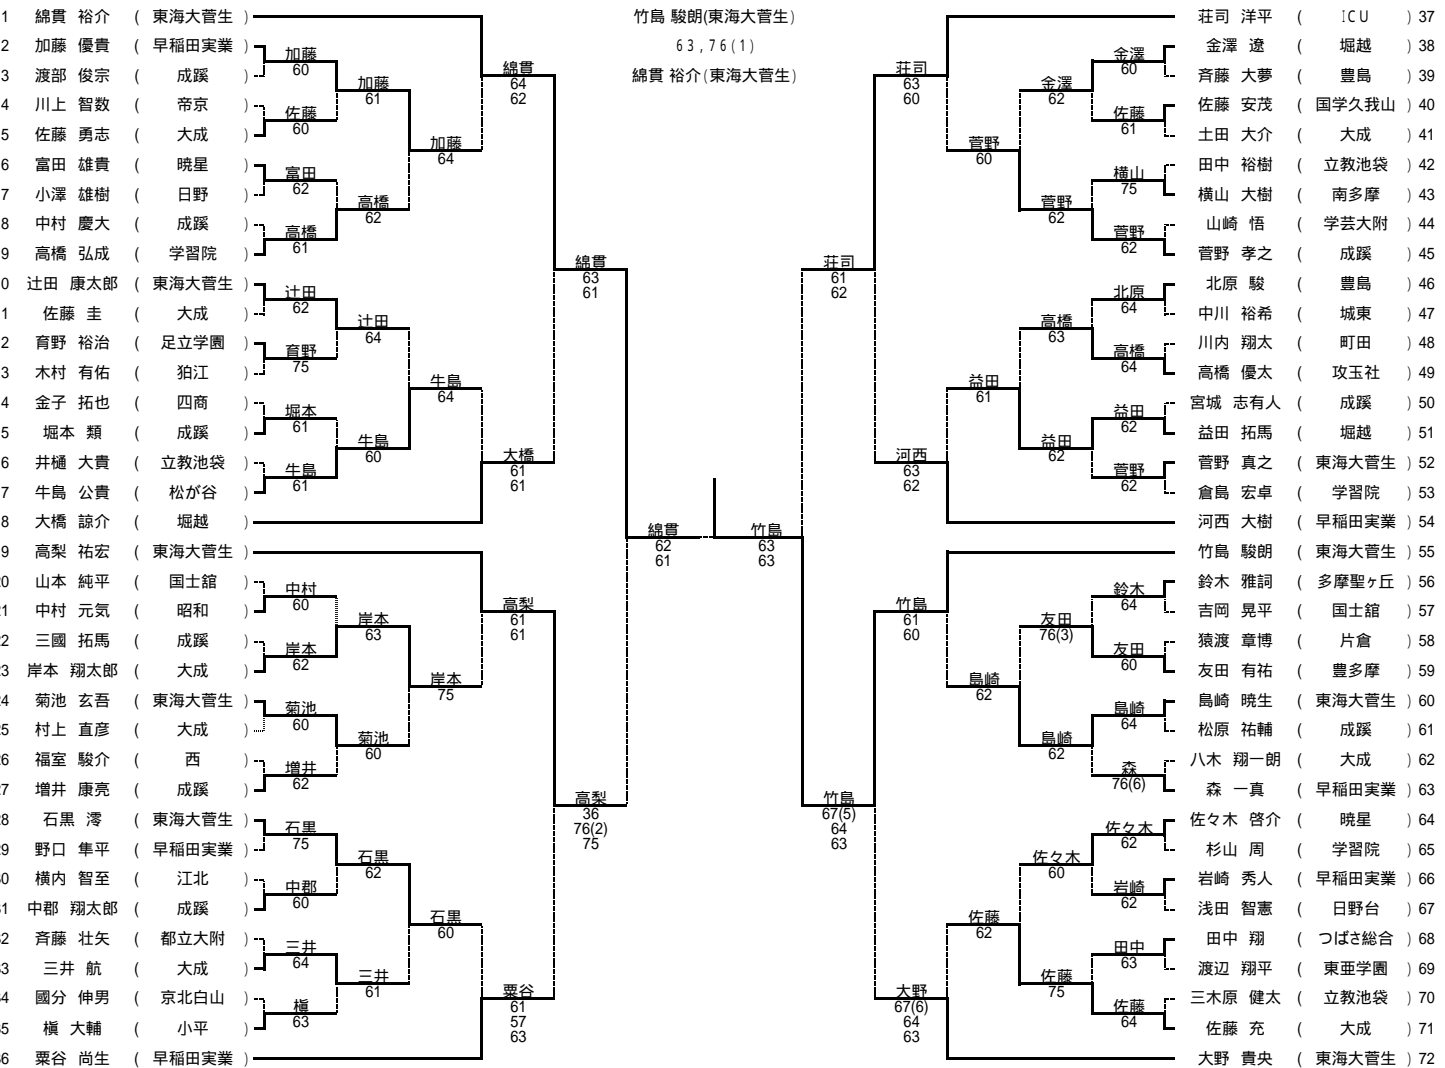 竹島 駿朗(東海大菅生)
63,76(1)
綿貫 裕介(東海大菅生)
1 綿貫 裕介 ( 東海大菅生 )
2 加藤 優貴 ( 早稲田実業 )
3 渡部 俊宗 ( 成蹊 )
4 川上 智数 ( 帝京 )
5 佐藤 勇志 ( 大成 )
6 富田 雄貴 ( 暁星 )
7 小澤 雄樹 ( 日野 )
8 中村 慶大 ( 成蹊 )
9 高橋 弘成 ( 学習院 )
0 辻田 康太郎 ( 東海大菅生 )
1 佐藤 圭 ( 大成 )
2 育野 裕治 ( 足立学園 )
3 木村 有佑 ( 狛江 )
4 金子 拓也 ( 四商 )
5 堀本 類 ( 成蹊 )
6 井樋 大貴 ( 立教池袋 )
7 牛島 公貴 ( 松が谷 )
8 大橋 諒介 ( 堀越 )
9 高梨 祐宏 ( 東海大菅生 )
20 山本 純平 ( 国士舘 )
21 中村 元気 ( 昭和 )
22 三國 拓馬 ( 成蹊 )
23 岸本 翔太郎 ( 大成 )
24 菊池 玄吾 ( 東海大菅生 )
25 村上 直彦 ( 大成 )
26 福室 駿介 ( 西 )
27 増井 康亮 ( 成蹊 )
28 石黒 澪 ( 東海大菅生 )
29 野口 隼平 ( 早稲田実業 )
30 横内 智至 ( 江北 )
31 中郡 翔太郎 ( 成蹊 )
32 斉藤 壮矢 ( 都立大附 )
33 三井 航 ( 大成 )
34 國分 伸男 ( 京北白山 )
35 槇 大輔 ( 小平 )
36 粟谷 尚生 ( 早稲田実業 )
加藤
60
佐藤
60
富田
62
高橋
61
辻田
62
育野
75
堀本
61
牛島
61
中村
60
岸本
62
菊池
60
増井
62
石黒
75
中郡
60
三井
64
槇
63
加藤
61
高橋
62
辻田
64
牛島
60
岸本
63
菊池
60
石黒
62
三井
61
加藤
64
牛島
64
岸本
75
石黒
60
綿貫
64
62
大橋
61
61
高梨
61
61
粟谷
61
57
63
綿貫
63
61
高梨
36
76(2)
75
綿貫
62
61
竹島
63
63
荘司
61
62
竹島
67(5)
64
63
荘司
63
60
河西
63
62
竹島
61
60
大野
67(6)
64
63
菅野
60
益田
61
島崎
62
佐藤
62
金澤
62
菅野
62
高橋
63
益田
62
友田
76(3)
島崎
62
佐々木
60
佐藤
75
金澤
60
佐藤
61
横山
75
菅野
62
北原
64
高橋
64
益田
62
菅野
62
鈴木
64
友田
60
島崎
64
森
76(6)
佐々木
62
岩崎
62
田中
63
佐藤
64
荘司 洋平 ( ICU ) 37
金澤 遼 ( 堀越 ) 38
斉藤 大夢 ( 豊島 ) 39
佐藤 安茂 ( 国学久我山 ) 40
土田 大介 ( 大成 ) 41
田中 裕樹 ( 立教池袋 ) 42
横山 大樹 ( 南多摩 ) 43
山崎 悟 ( 学芸大附 ) 44
菅野 孝之 ( 成蹊 ) 45
北原 駿 ( 豊島 ) 46
中川 裕希 ( 城東 ) 47
川内 翔太 ( 町田 ) 48
高橋 優太 ( 攻玉社 ) 49
宮城 志有人 ( 成蹊 ) 50
益田 拓馬 ( 堀越 ) 51
菅野 真之 ( 東海大菅生 ) 52
倉島 宏卓 ( 学習院 ) 53
河西 大樹 ( 早稲田実業 ) 54
竹島 駿朗 ( 東海大菅生 ) 55
鈴木 雅詞 ( 多摩聖ヶ丘 ) 56
吉岡 晃平 ( 国士舘 ) 57
猿渡 章博 ( 片倉 ) 58
友田 有祐 ( 豊多摩 ) 59
島崎 暁生 ( 東海大菅生 ) 60
松原 祐輔 ( 成蹊 ) 61
八木 翔一朗 ( 大成 ) 62
森 一真 ( 早稲田実業 ) 63
佐々木 啓介 ( 暁星 ) 64
杉山 周 ( 学習院 ) 65
岩崎 秀人 ( 早稲田実業 ) 66
浅田 智憲 ( 日野台 ) 67
田中 翔 ( つばさ総合 ) 68
渡辺 翔平 ( 東亜学園 ) 69
三木原 健太 ( 立教池袋 ) 70
佐藤 充 ( 大成 ) 71
大野 貴央 ( 東海大菅生 ) 72